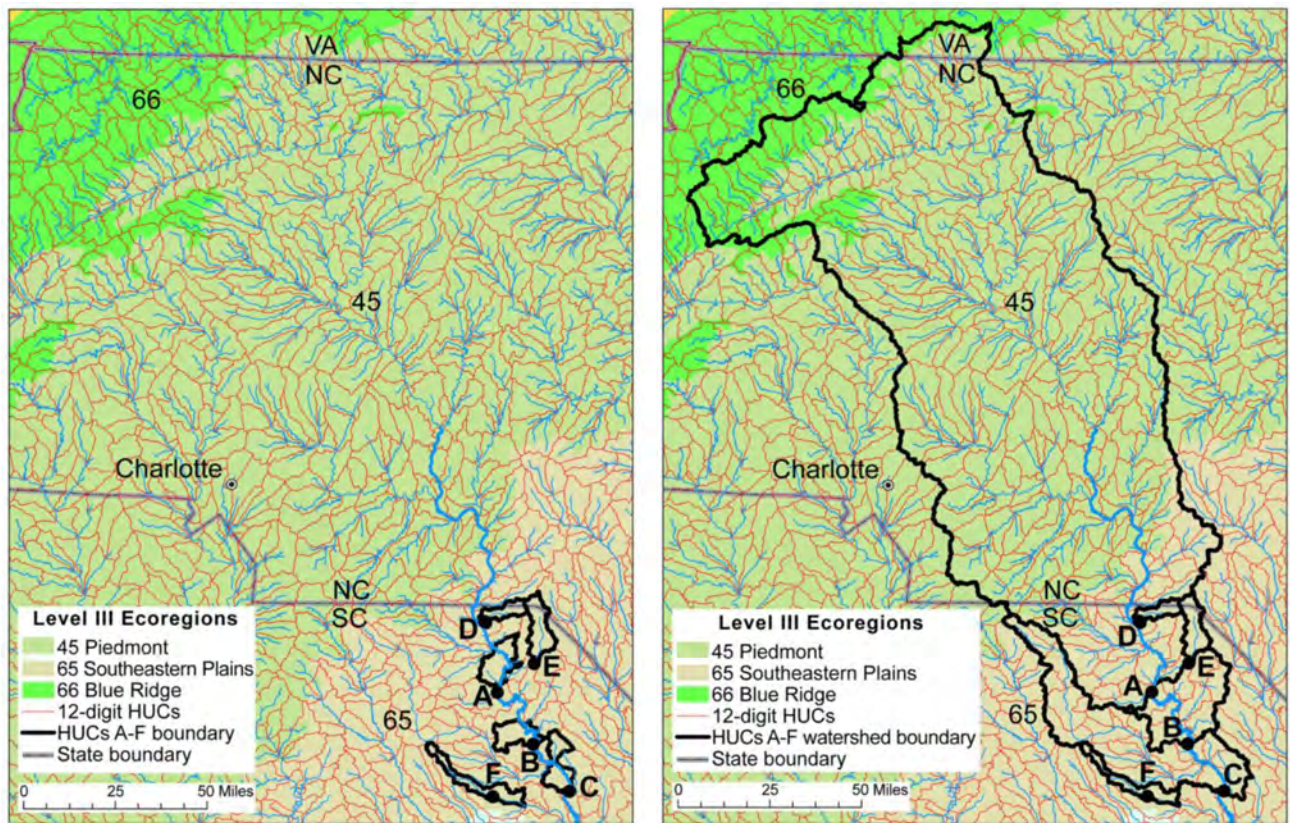 VA
NC
66
45
Charlotte
NC
SC
D
E
A
65
B
C
F
Level III Ecoregions
45 Piedmont
65 Southeastern Plains
66 Blue Ridge
12-digit HUCs
HUCs A-F boundary
State boundary
0 25 50 Miles
VA
NC
66
45
Charlotte
NC
SC
D
E
A
65
B
C
F
Level III Ecoregions
45 Piedmont
65 Southeastern Plains
66 Blue Ridge
12-digit HUCs
HUCs A-F watershed boundary
State boundary
0 25 50 Miles